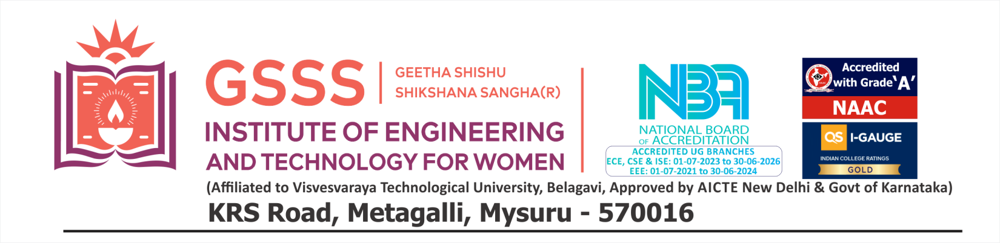 GSSS
GEETHA SHISHU
SHIKSHANA SANGHA(R)
INSTITUTE OF ENGINEERING
AND TECHNOLOGY FOR WOMEN
NBA
NATIONAL BOARD
OF ACCREDITATION
ACCREDITED UG BRANCHES
ECE, CSE & ISE: 01-07-2023 to 30-06-2026
EEE: 01-07-2021 to 30-06-2024
Accredited
with Grade 'A'
NAAC
QS I-GAUGE
INDIAN COLLEGE RATINGS
GOLD
(Affiliated to Visvesvaraya Technological University, Belagavi, Approved by AICTE New Delhi & Govt of Karnataka)
KRS Road, Metagalli, Mysuru - 570016